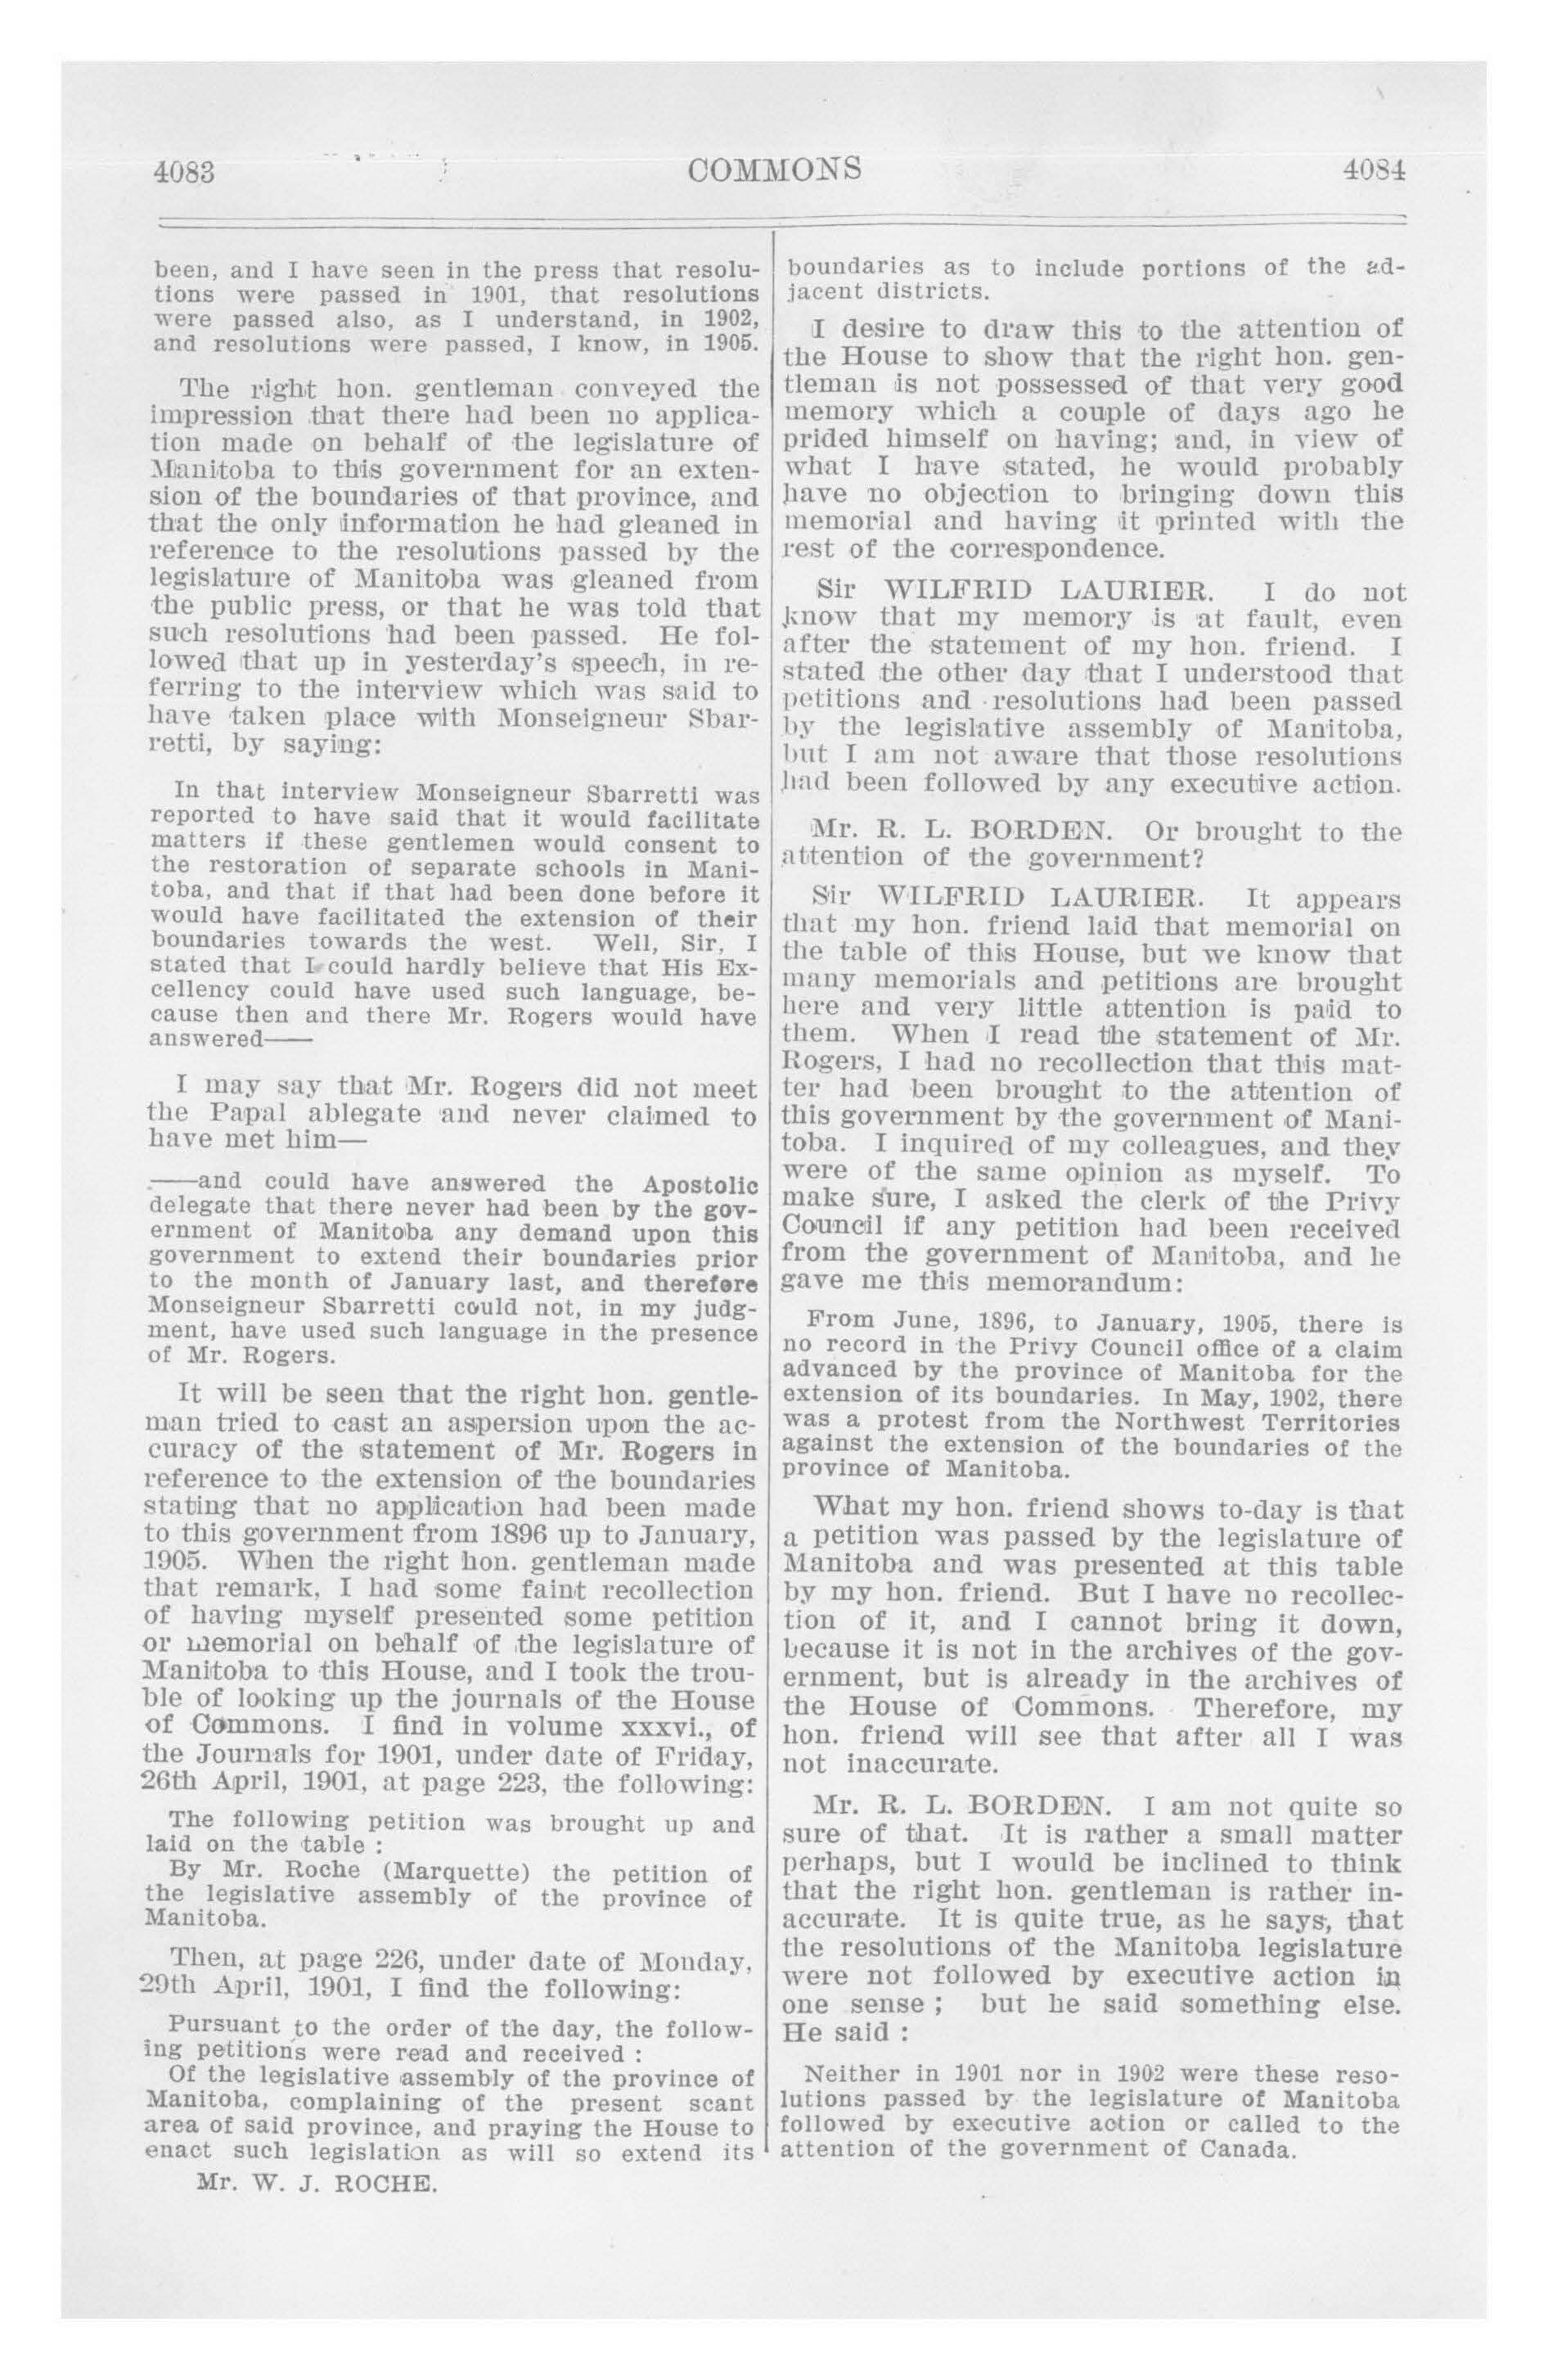 4083
COMMONS
4084
been, and I have seen in the press that resolu-
tions were passed in 1901, that resolutions
were passed also, as I understand, in 1902,
and resolutions were passed, I know, in 1905.
The right hon. gentleman conveyed the
impression that there had been no applica-
tion made on behalf of the legislature of
Manitoba to this government for an exten-
sion of the boundaries of that province, and
that the only information he had gleaned in
reference to the resolutions passed by the
legislature of Manitoba was gleaned from
the public press, or that he was told that
such resolutions had been passed. He fol-
lowed that up in yesterday's speech, in re-
ferring to the interview which was said to
have taken place with Monseigneur Sbar-
retti, by saying:
In that interview Monseigneur Sbarretti was
reported to have said that it would facilitate
matters if these gentlemen would consent to
the restoration of separate schools in Mani-
toba, and that if that had been done before it
would have facilitated the extension of their
boundaries towards the west. Well, Sir, I
stated that I could hardly believe that His Ex-
cellency could have used such language, be-
cause then and there Mr. Rogers would have
answered——
I may say that Mr. Rogers did not meet
the Papal ablegate and never claimed to
have met him—
——and could have answered the Apostolic
delegate that there never had been by the gov-
ernment of Manitoba any demand upon this
government to extend their boundaries prior
to the month of January last, and therefore
Monseigneur Sbarretti could not, in my judg-
ment, have used such language in the presence
of Mr. Rogers.
It will be seen that the right hon. gentle-
man tried to cast an aspersion upon the ac-
curacy of the statement of Mr. Rogers in
reference to the extension of the boundaries
stating that no application had been made
to this government from 1896 up to January,
1905. When the right hon. gentleman made
that remark, I had some faint recollection
of having myself presented some petition
or memorial on behalf of the legislature of
Manitoba to this House, and I took the trou-
ble of looking up the journals of the House
of Commons. I find in volume xxxvi., of
the Journals for 1901, under date of Friday,
26th April, 1901, at page 223, the following:
The following petition was brought up and
laid on the table :
By Mr. Roche (Marquette) the petition of
the legislative assembly of the province of
Manitoba.
Then, at page 226, under date of Monday,
29th April, 1901, I find the following:
Pursuant to the order of the day, the follow-
ing petitions were read and received :
Of the legislative assembly of the province of
Manitoba, complaining of the present scant
area of said province, and praying the House to
enact such legislation as will so extend its
Mr. W. J. ROCHE.
boundaries as to include portions of the ad-
jacent districts.
I desire to draw this to the attention of
the House to show that the right hon. gen-
tleman is not possessed of that very good
memory which a couple of days ago he
prided himself on having; and, in view of
what I have stated, he would probably
have no objection to bringing down this
memorial and having it printed with the
rest of the correspondence.
Sir WILFRID LAURIER. I do not
know that my memory is at fault, even
after the statement of my hon. friend. I
stated the other day that I understood that
petitions and resolutions had been passed
by the legislative assembly of Manitoba,
but I am not aware that those resolutions
had been followed by any executive action.
Mr. R. L. BORDEN. Or brought to the
attention of the government?
Sir WILFRID LAURIER. It appears
that my hon. friend laid that memorial on
the table of this House, but we know that
many memorials and petitions are brought
here and very little attention is paid to
them. When I read the statement of Mr.
Rogers, I had no recollection that this mat-
ter had been brought to the attention of
this government by the government of Mani-
toba. I inquired of my colleagues, and they
were of the same opinion as myself. To
make sure, I asked the clerk of the Privy
Council if any petition had been received
from the government of Manitoba, and he
gave me this memorandum:
From June, 1896, to January, 1905, there is
no record in the Privy Council office of a claim
advanced by the province of Manitoba for the
extension of its boundaries. In May, 1902, there
was a protest from the Northwest Territories
against the extension of the boundaries of the
province of Manitoba.
What my hon. friend shows to-day is that
a petition was passed by the legislature of
Manitoba and was presented at this table
by my hon. friend. But I have no recollec-
tion of it, and I cannot bring it down,
because it is not in the archives of the gov-
ernment, but is already in the archives of
the House of Commons. Therefore, my
hon. friend will see that after all I was
not inaccurate.
Mr. R. L. BORDEN. I am not quite so
sure of that. It is rather a small matter
perhaps, but I would be inclined to think
that the right hon. gentleman is rather in-
accurate. It is quite true, as he says, that
the resolutions of the Manitoba legislature
were not followed by executive action in
one sense ; but he said something else.
He said :
Neither in 1901 nor in 1902 were these reso-
lutions passed by the legislature of Manitoba
followed by executive action or called to the
attention of the government of Canada.